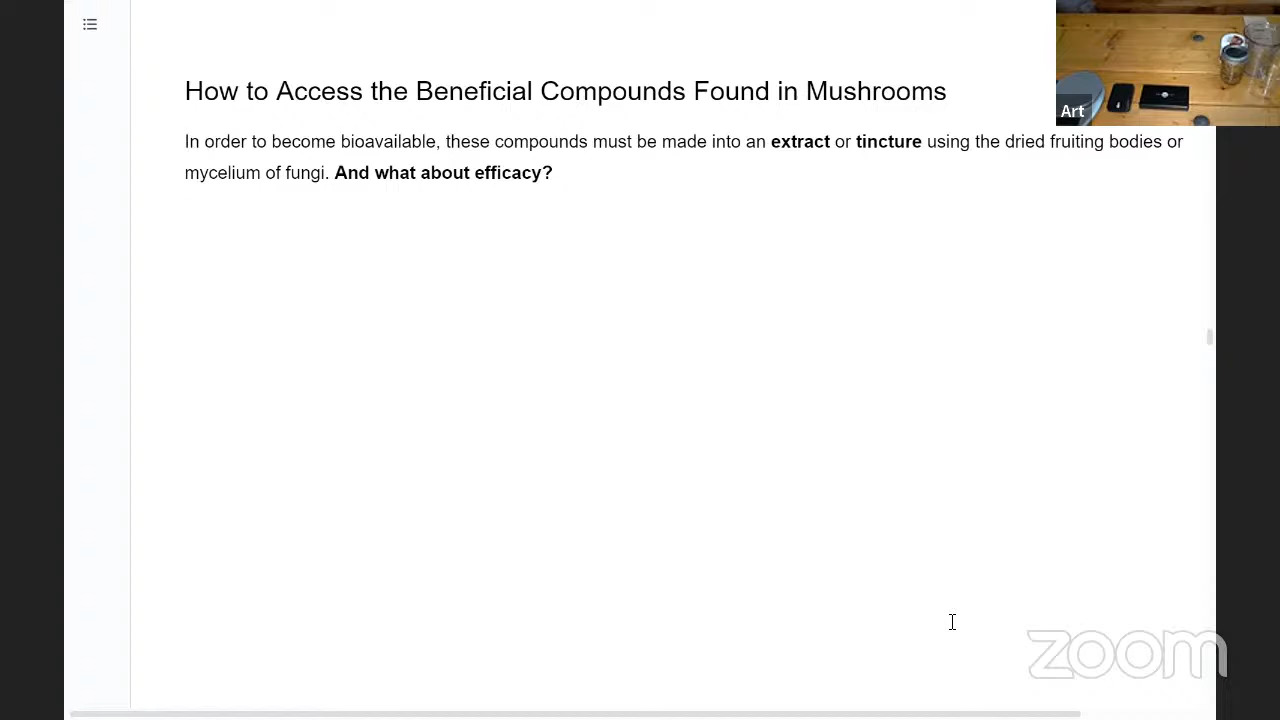 How to Access the Beneficial Compounds Found in Mushrooms
Art
In order to become bioavailable, these compounds must be made into an extract or tincture using the dried fruiting bodies or
mycelium of fungi. And what about efficacy?
zoom